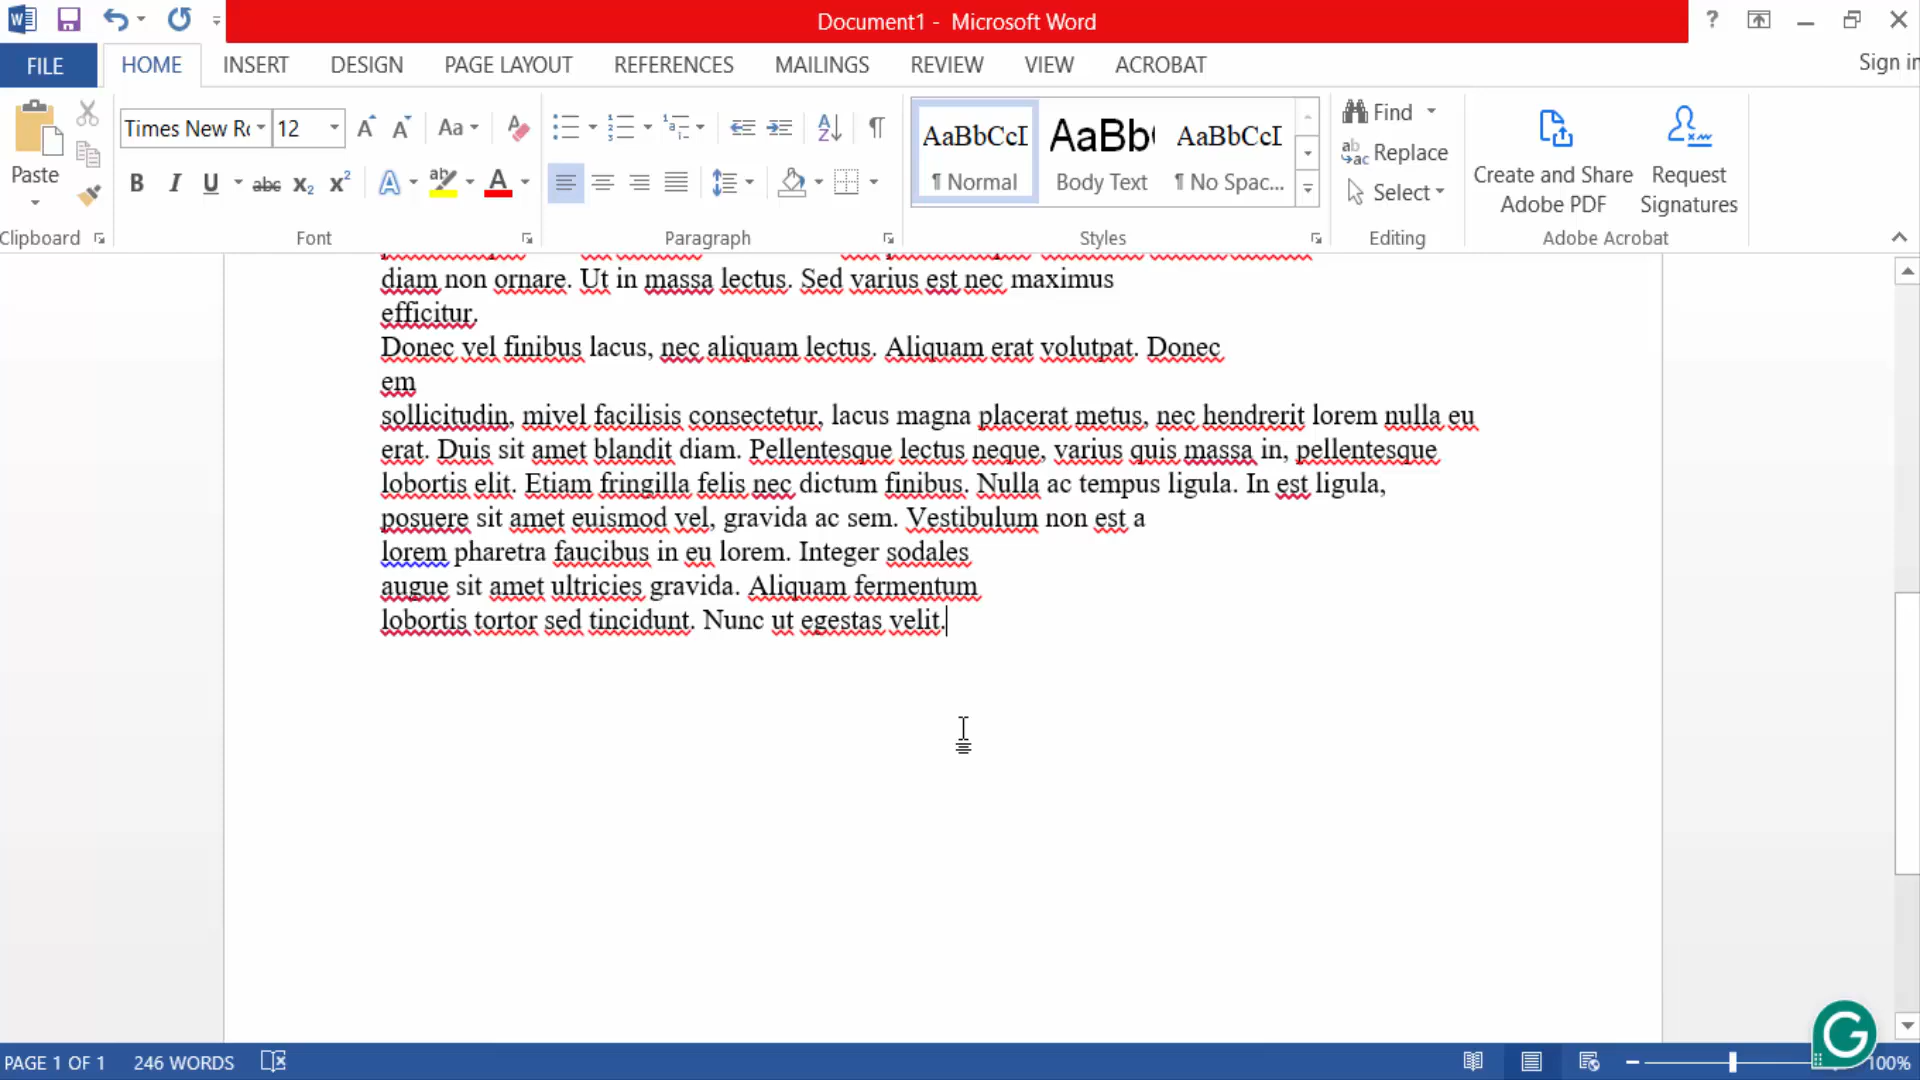 Document1 - Microsoft Word
?
FILE HOME INSERT DESIGN PAGE LAYOUT REFERENCES MAILINGS REVIEW VIEW ACROBAT
Sign in
Times New Ro 12 Aa
AaBbCcI AaBb AaBbCcI
¶ Normal Body Text ¶ No Spac...
Paste
B I U abc x₂ x² A ab A
Find
Replace
Select
Create and Share
Adobe PDF
Request
Signatures
Clipboard Font Paragraph Styles Editing Adobe Acrobat
diam non ornare. Ut in massa lectus. Sed varius est nec maximus
efficitur.
Donec vel finibus lacus, nec aliquam lectus. Aliquam erat volutpat. Donec
em
sollicitudin, mivel facilisis consectetur, lacus magna placerat metus, nec hendrerit lorem nulla eu
erat. Duis sit amet blandit diam. Pellentesque lectus neque, varius quis massa in, pellentesque
lobortis elit. Etiam fringilla felis nec dictum finibus. Nulla ac tempus ligula. In est ligula,
posuere sit amet euismod vel, gravida ac sem. Vestibulum non est a
lorem pharetra faucibus in eu lorem. Integer sodales
augue sit amet ultricies gravida. Aliquam fermentum
lobortis tortor sed tincidunt. Nunc ut egestas velit.
PAGE 1 OF 1 246 WORDS
100%